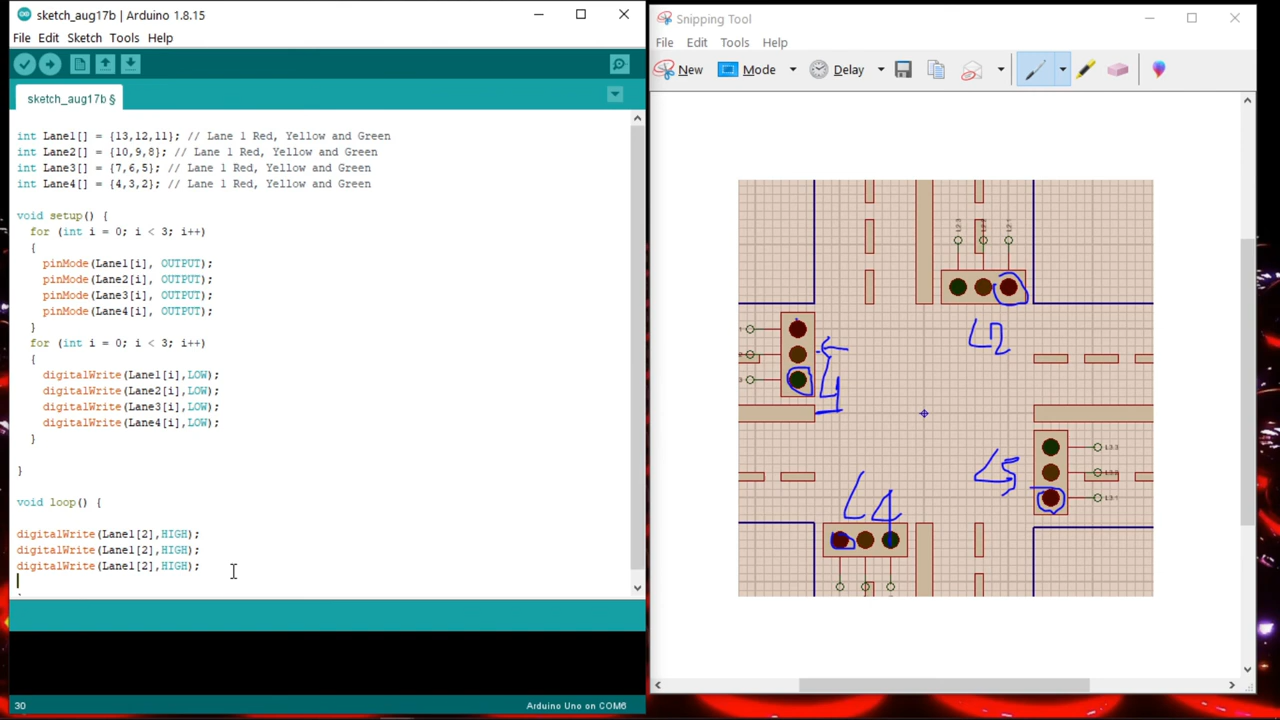 sketch_aug17b | Arduino 1.8.15
File Edit Sketch Tools Help
sketch_aug17b §
int Lane1[] = {13,12,11}; // Lane 1 Red, Yellow and Green
int Lane2[] = {10,9,8}; // Lane 1 Red, Yellow and Green
int Lane3[] = {7,6,5}; // Lane 1 Red, Yellow and Green
int Lane4[] = {4,3,2}; // Lane 1 Red, Yellow and Green
void setup() {
for (int i = 0; i < 3; i++)
{
pinMode(Lane1[i], OUTPUT);
pinMode(Lane2[i], OUTPUT);
pinMode(Lane3[i], OUTPUT);
pinMode(Lane4[i], OUTPUT);
}
for (int i = 0; i < 3; i++)
{
digitalWrite(Lane1[i],LOW);
digitalWrite(Lane2[i],LOW);
digitalWrite(Lane3[i],LOW);
digitalWrite(Lane4[i],LOW);
}
}
void loop() {
digitalWrite(Lane1[2],HIGH);
digitalWrite(Lane1[2],HIGH);
digitalWrite(Lane1[2],HIGH);
30
Arduino Uno on COM6
Snipping Tool
File Edit Tools Help
New Mode Delay
L2
L4
L3.3
L3.2
L3.1